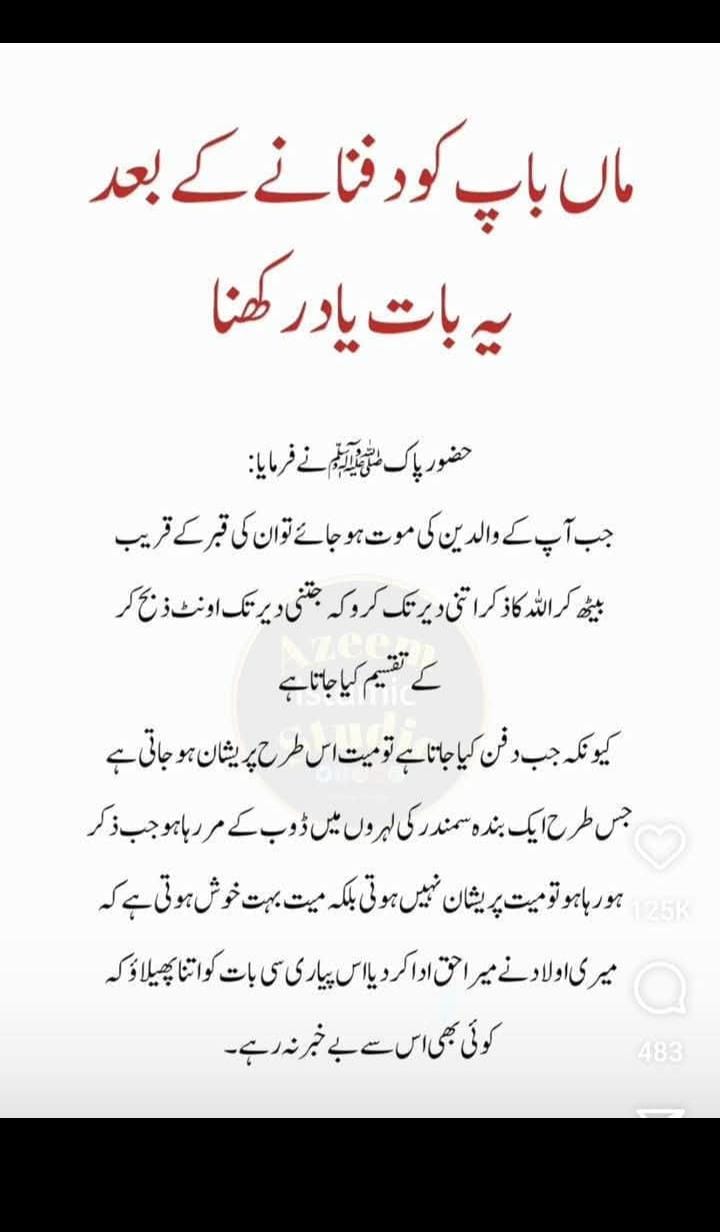 ماں باپ کو دفنانے کے بعد
یہ بات یاد رکھنا
حضور پاک ﷺ نے فرمایا:
جب آپ کے والدین کی موت ہو جائے تو ان کی قبر کے قریب
بیٹھ کر اللہ کا ذکر اتنی دیر تک کرو کہ جتنی دیر تک اونٹ ذبح کر
کے تقسیم کیا جاتا ہے
کیونکہ جب دفن کیا جاتا ہے تو میت اس طرح پریشان ہو جاتی ہے
جس طرح ایک بندہ سمندر کی لہروں میں ڈوب کے مر رہا ہو جب ذکر
ہو رہا ہو تو میت پریشان نہیں ہوتی بلکہ میت بہت خوش ہوتی ہے کہ
میری اولاد نے میرا حق ادا کر دیا اس پیاری سی بات کو اتنا پھیلاؤ کہ
کوئی بھی اس سے بے خبر نہ رہے۔
Azeem
Islamic
Studio
125K
483